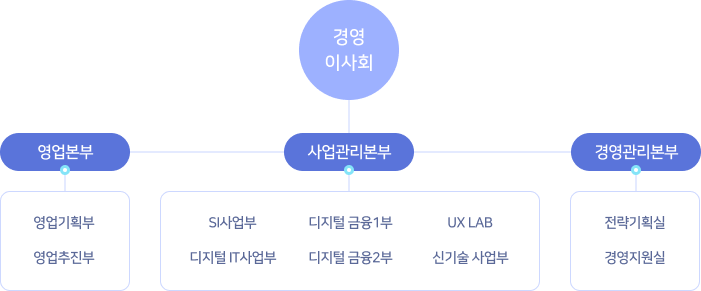 경영
이사회
영업본부
사업관리본부
경영관리본부
영업기획부
영업추진부
SI사업부
디지털 금융1부
UX LAB
디지털 IT사업부
디지털 금융2부
신기술 사업부
전략기획실
경영지원실